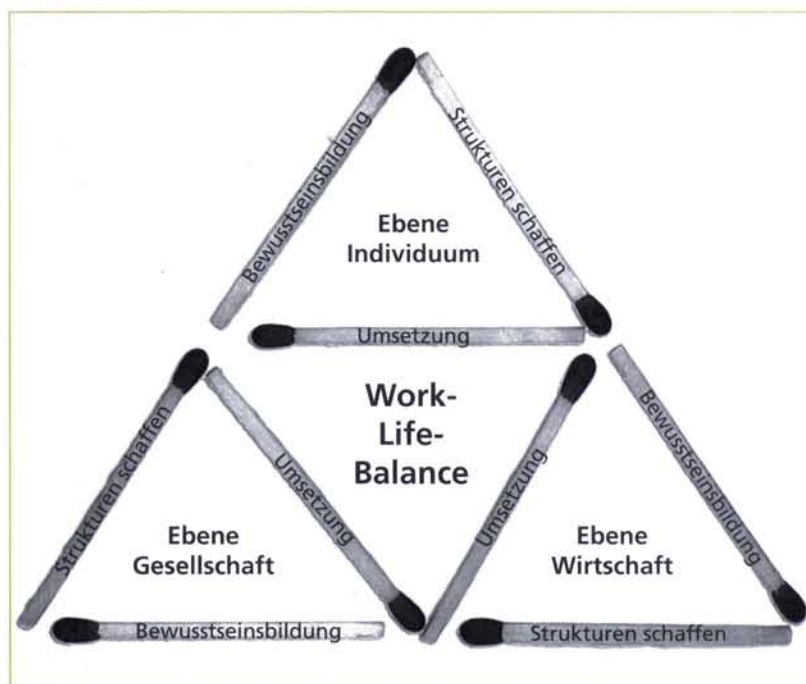 Bewusstseinsbildung
Strukturen schaffen
Ebene
Individuum
Umsetzung
Work-
Life-
Balance
Strukturen schaffen
Umsetzung
Ebene
Gesellschaft
Bewusstseinsbildung
Umsetzung
Bewusstseinsbildung
Ebene
Wirtschaft
Strukturen schaffen